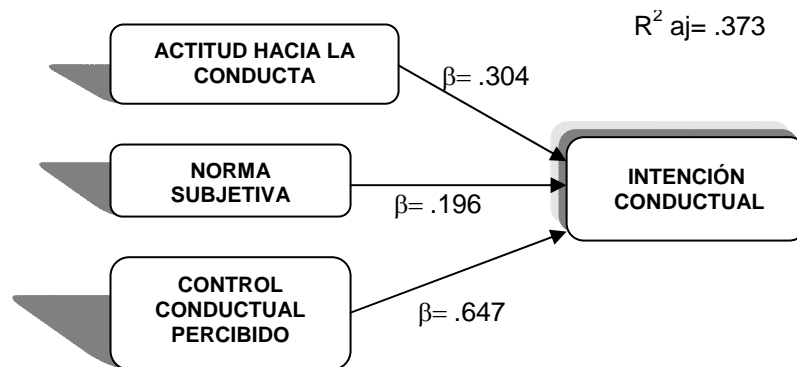 R² aj= .373
ACTITUD HACIA LA
CONDUCTA
β= .304
NORMA
SUBJETIVA
β= .196
INTENCIÓN
CONDUCTUAL
CONTROL
CONDUCTUAL
PERCIBIDO
β= .647